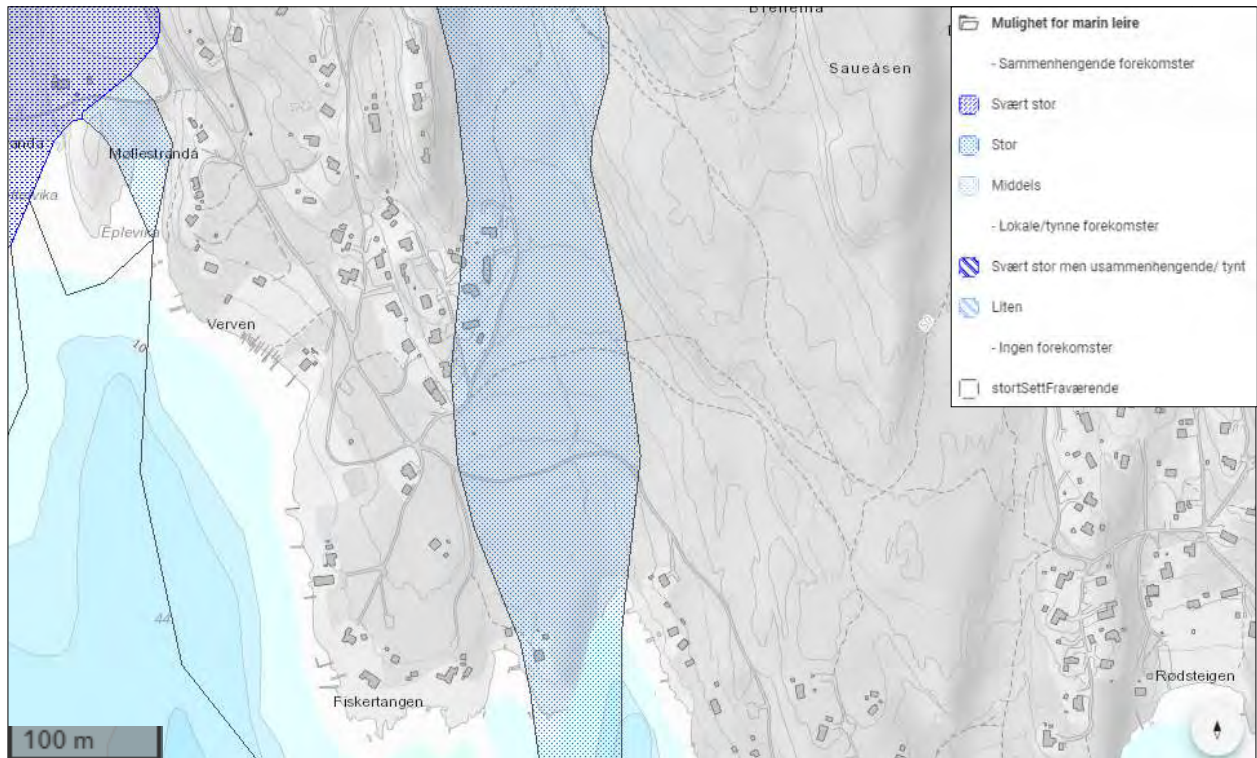 Mulighet for marin leire
- Sammenhengende forekomster
Svært stor
Stor
Middels
- Lokale/tynne forekomster
Svært stor men usammenhengende/ tynt
Liten
- Ingen forekomster
stortSettFraværende
Saueåsen
Møllestranda
Eplevika
Verven
10
44
Fiskertangen
Rødsteigen
100 m